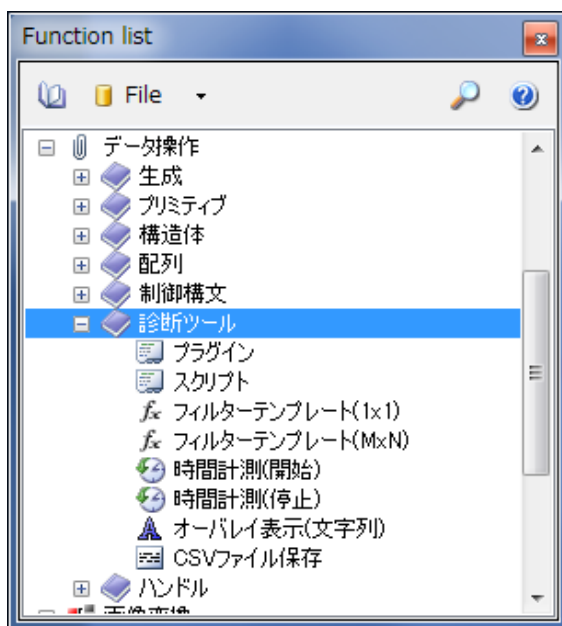 Function list
File
データ操作
生成
プリミティブ
構造体
配列
制御構文
診断ツール
プラグイン
スクリプト
フィルターテンプレート(1x1)
フィルターテンプレート(MxN)
時間計測(開始)
時間計測(停止)
オーバレイ表示(文字列)
CSVファイル保存
ハンドル
画像変換